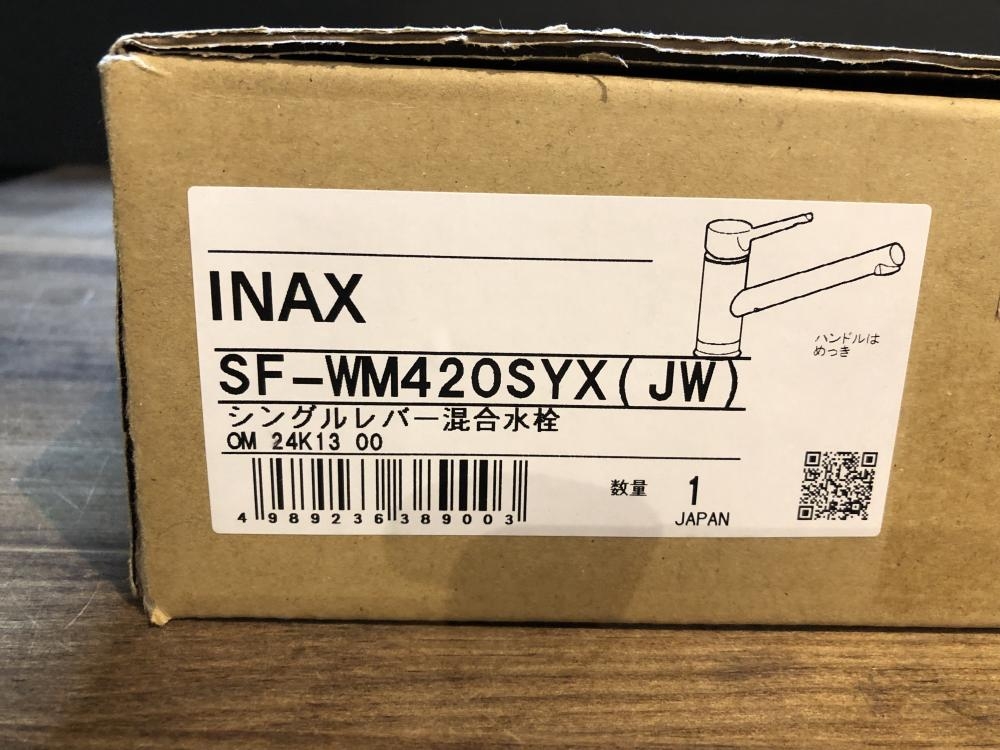 INAX
ハンドルは
めっき
SF-WM420SYX(JW)
シングルレバー混合水栓
OM 24K13 00
数量 1
JAPAN
4 989236 389003